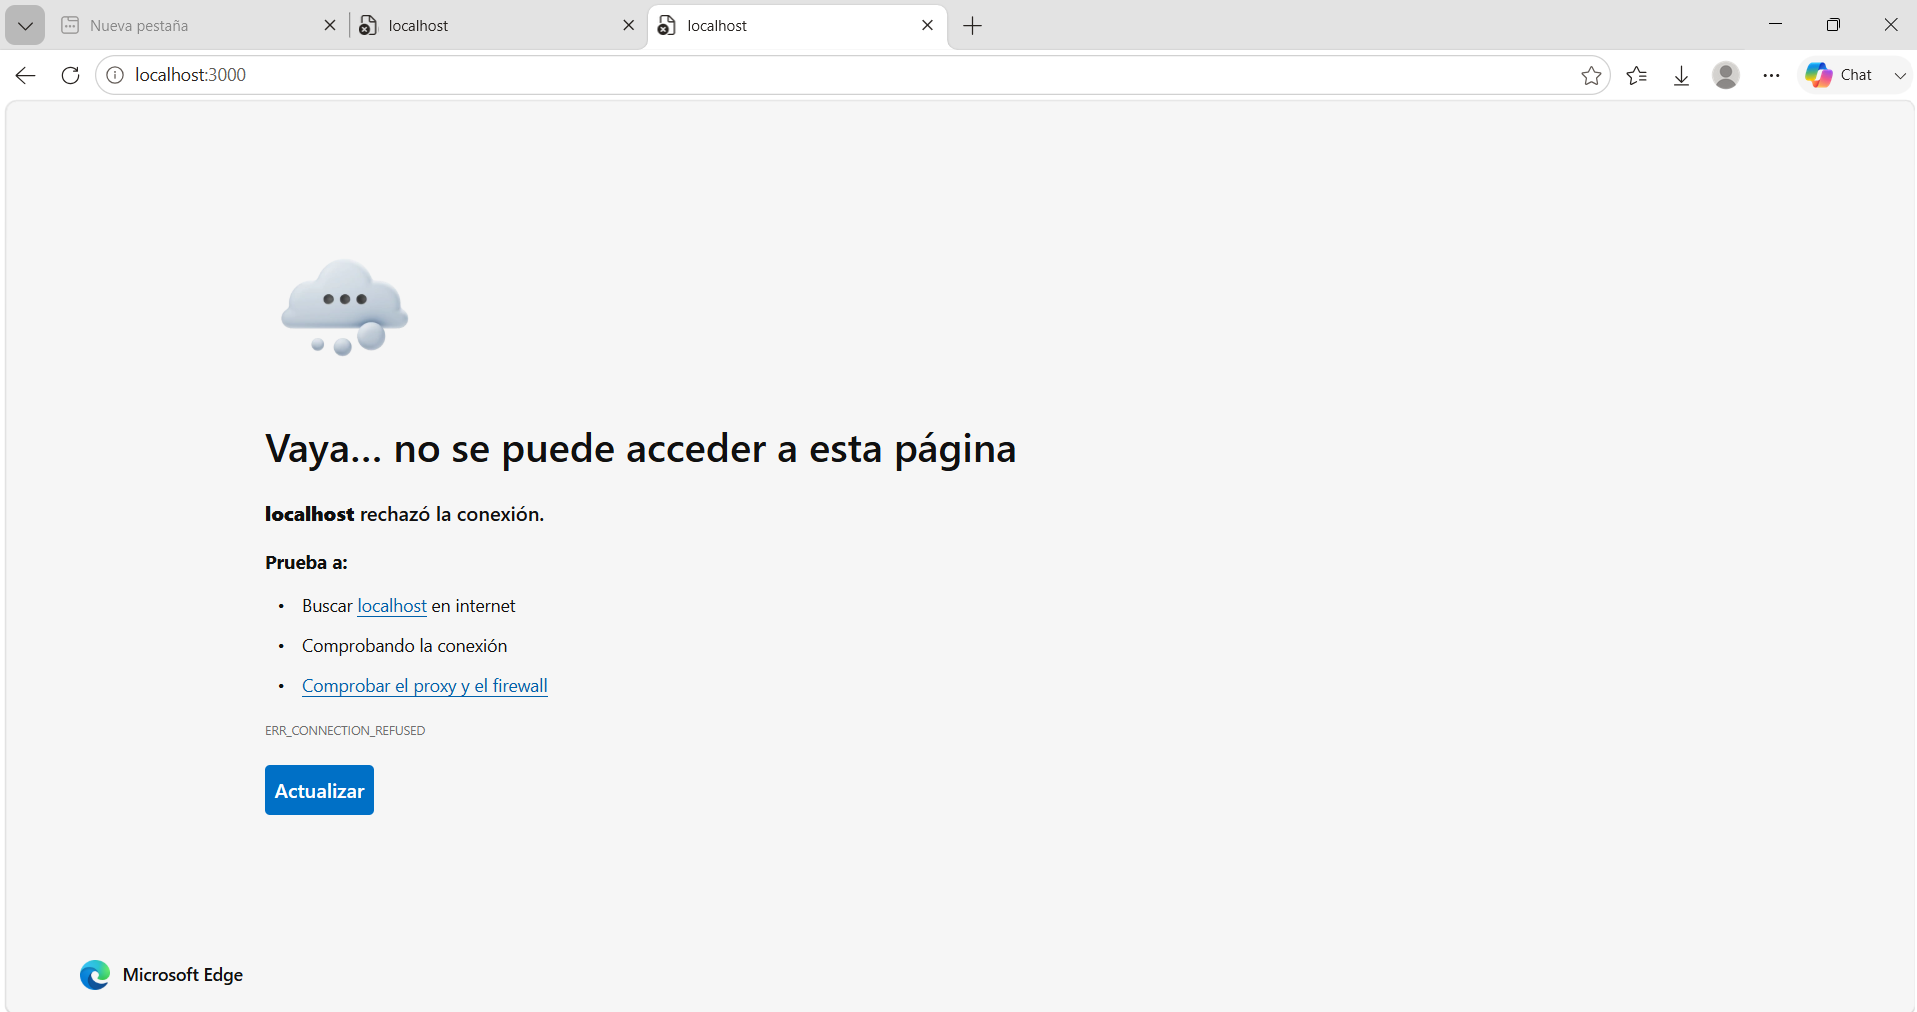 Nueva pestaña
localhost
localhost
localhost:3000
Chat
Vaya... no se puede acceder a esta página
localhost rechazó la conexión.
Prueba a:
• Buscar localhost en internet
• Comprobando la conexión
• Comprobar el proxy y el firewall
ERR_CONNECTION_REFUSED
Actualizar
Microsoft Edge